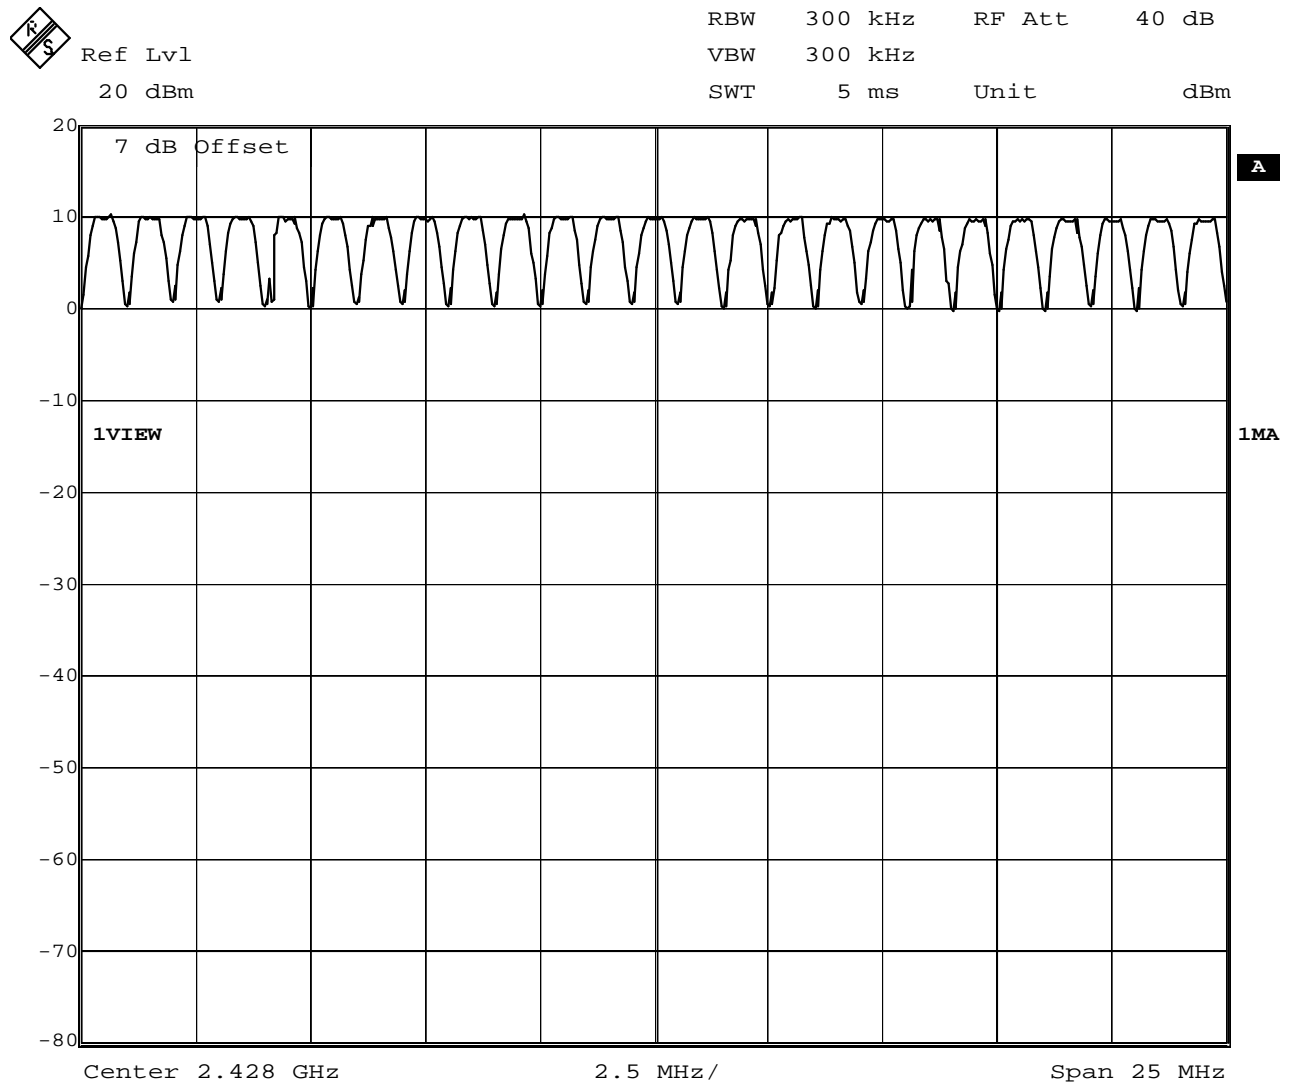 RBW 300 kHz RF Att 40 dB
Ref Lvl VBW 300 kHz
20 dBm SWT 5 ms Unit dBm
R
S
20
7 dB Offset
A
10
0
-10
1VIEW
1MA
-20
-30
-40
-50
-60
-70
-80
Center 2.428 GHz 2.5 MHz/ Span 25 MHz